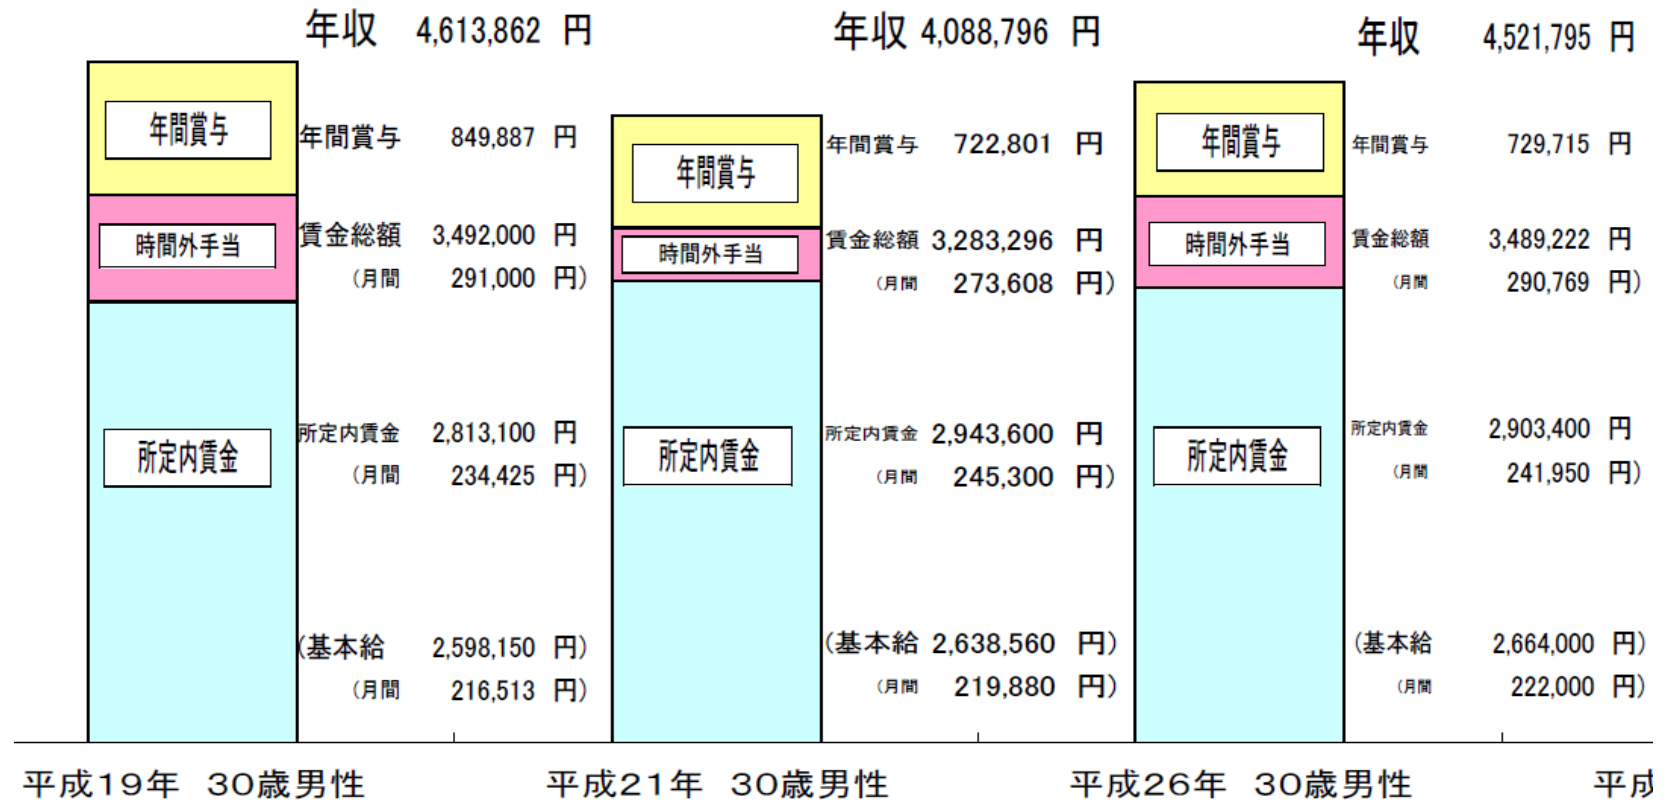 年収 4,613,862 円
年間賞与
年間賞与 849,887 円
時間外手当
賃金総額 3,492,000 円
(月間 291,000 円)
所定内賃金
所定内賃金 2,813,100 円
(月間 234,425 円)
(基本給 2,598,150 円)
(月間 216,513 円)
平成19年 30歳男性
年収 4,088,796 円
年間賞与
年間賞与 722,801 円
時間外手当
賃金総額 3,283,296 円
(月間 273,608 円)
所定内賃金
所定内賃金 2,943,600 円
(月間 245,300 円)
(基本給 2,638,560 円)
(月間 219,880 円)
平成21年 30歳男性
年収 4,521,795 円
年間賞与
年間賞与 729,715 円
時間外手当
賃金総額 3,489,222 円
(月間 290,769 円)
所定内賃金
所定内賃金 2,903,400 円
(月間 241,950 円)
(基本給 2,664,000 円)
(月間 222,000 円)
平成26年 30歳男性
平成